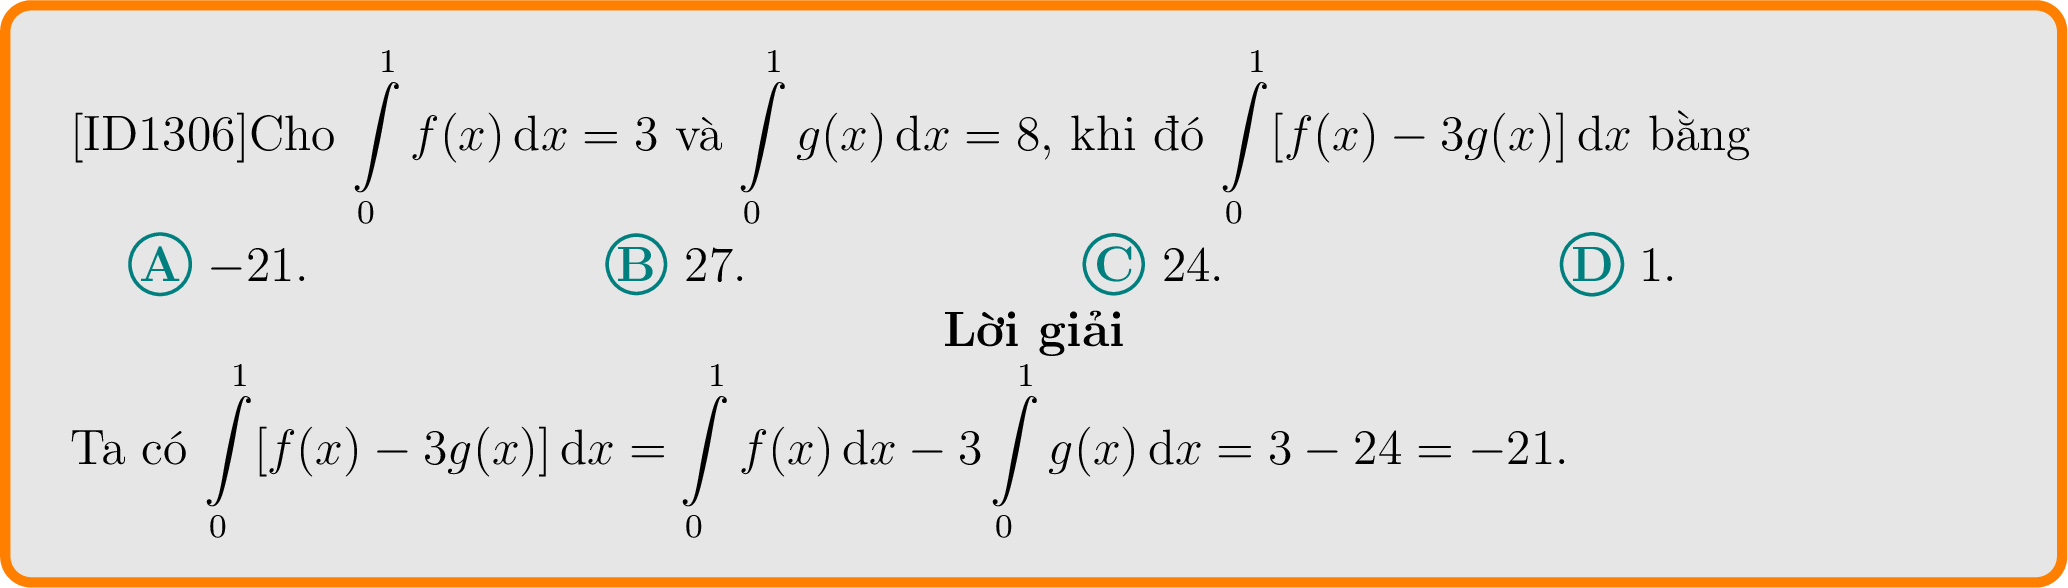 [ID1306]Cho $\int\limits_0^1 f(x)\,\mathrm{d}x = 3$ và $\int\limits_0^1 g(x)\,\mathrm{d}x = 8$, khi đó $\int\limits_0^1 [f(x) - 3g(x)]\,\mathrm{d}x$ bằng
A −21. B 27. C 24. D 1.
Lời giải
Ta có $\int\limits_0^1 [f(x) - 3g(x)]\,\mathrm{d}x = \int\limits_0^1 f(x)\,\mathrm{d}x - 3\int\limits_0^1 g(x)\,\mathrm{d}x = 3 - 24 = -21$.